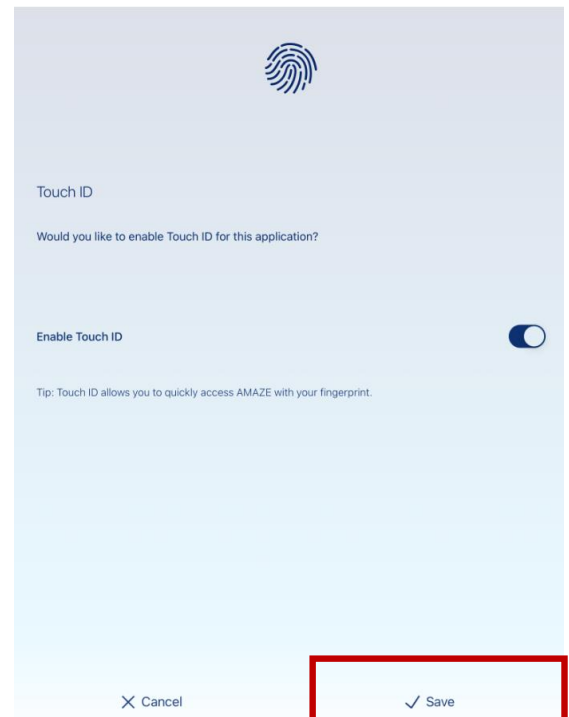 Touch ID
Would you like to enable Touch ID for this application?
Enable Touch ID
Tip: Touch ID allows you to quickly access AMAZE with your fingerprint.
Cancel
Save